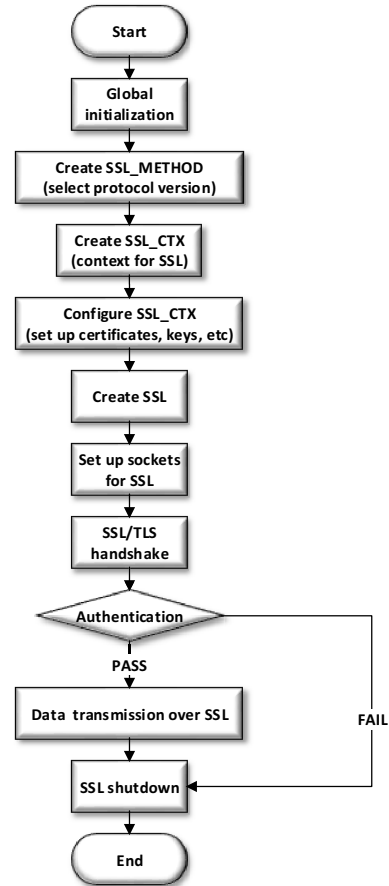 Start
Global
initialization
Create SSL_METHOD
(select protocol version)
Create SSL_CTX
(context for SSL)
Configure SSL_CTX
(set up certificates, keys, etc)
Create SSL
Set up sockets
for SSL
SSL/TLS
handshake
Authentication
PASS
Data transmission over SSL
FAIL
SSL shutdown
End